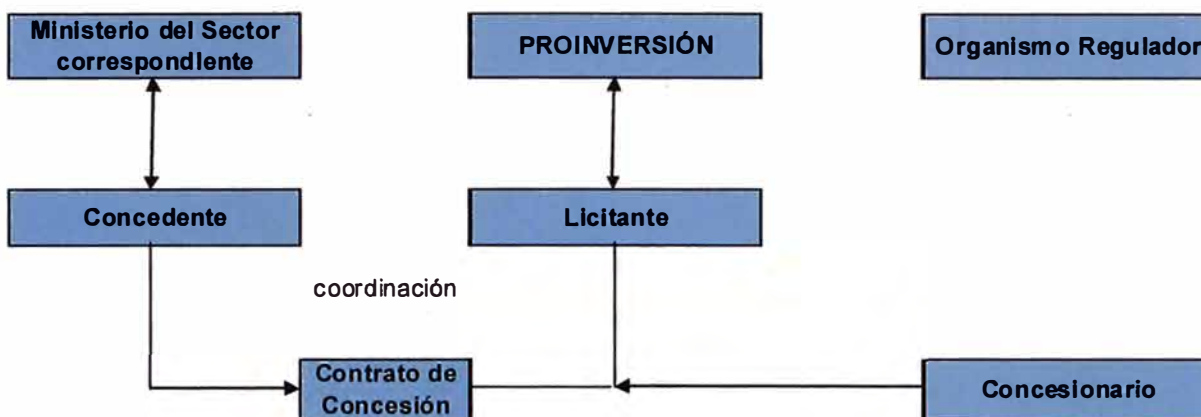 Ministerio del Sector
correspondiente
PROINVERSIÓN
Organismo Regulador
Concedente
Licitante
coordinación
Contrato de
Concesión
Concesionario